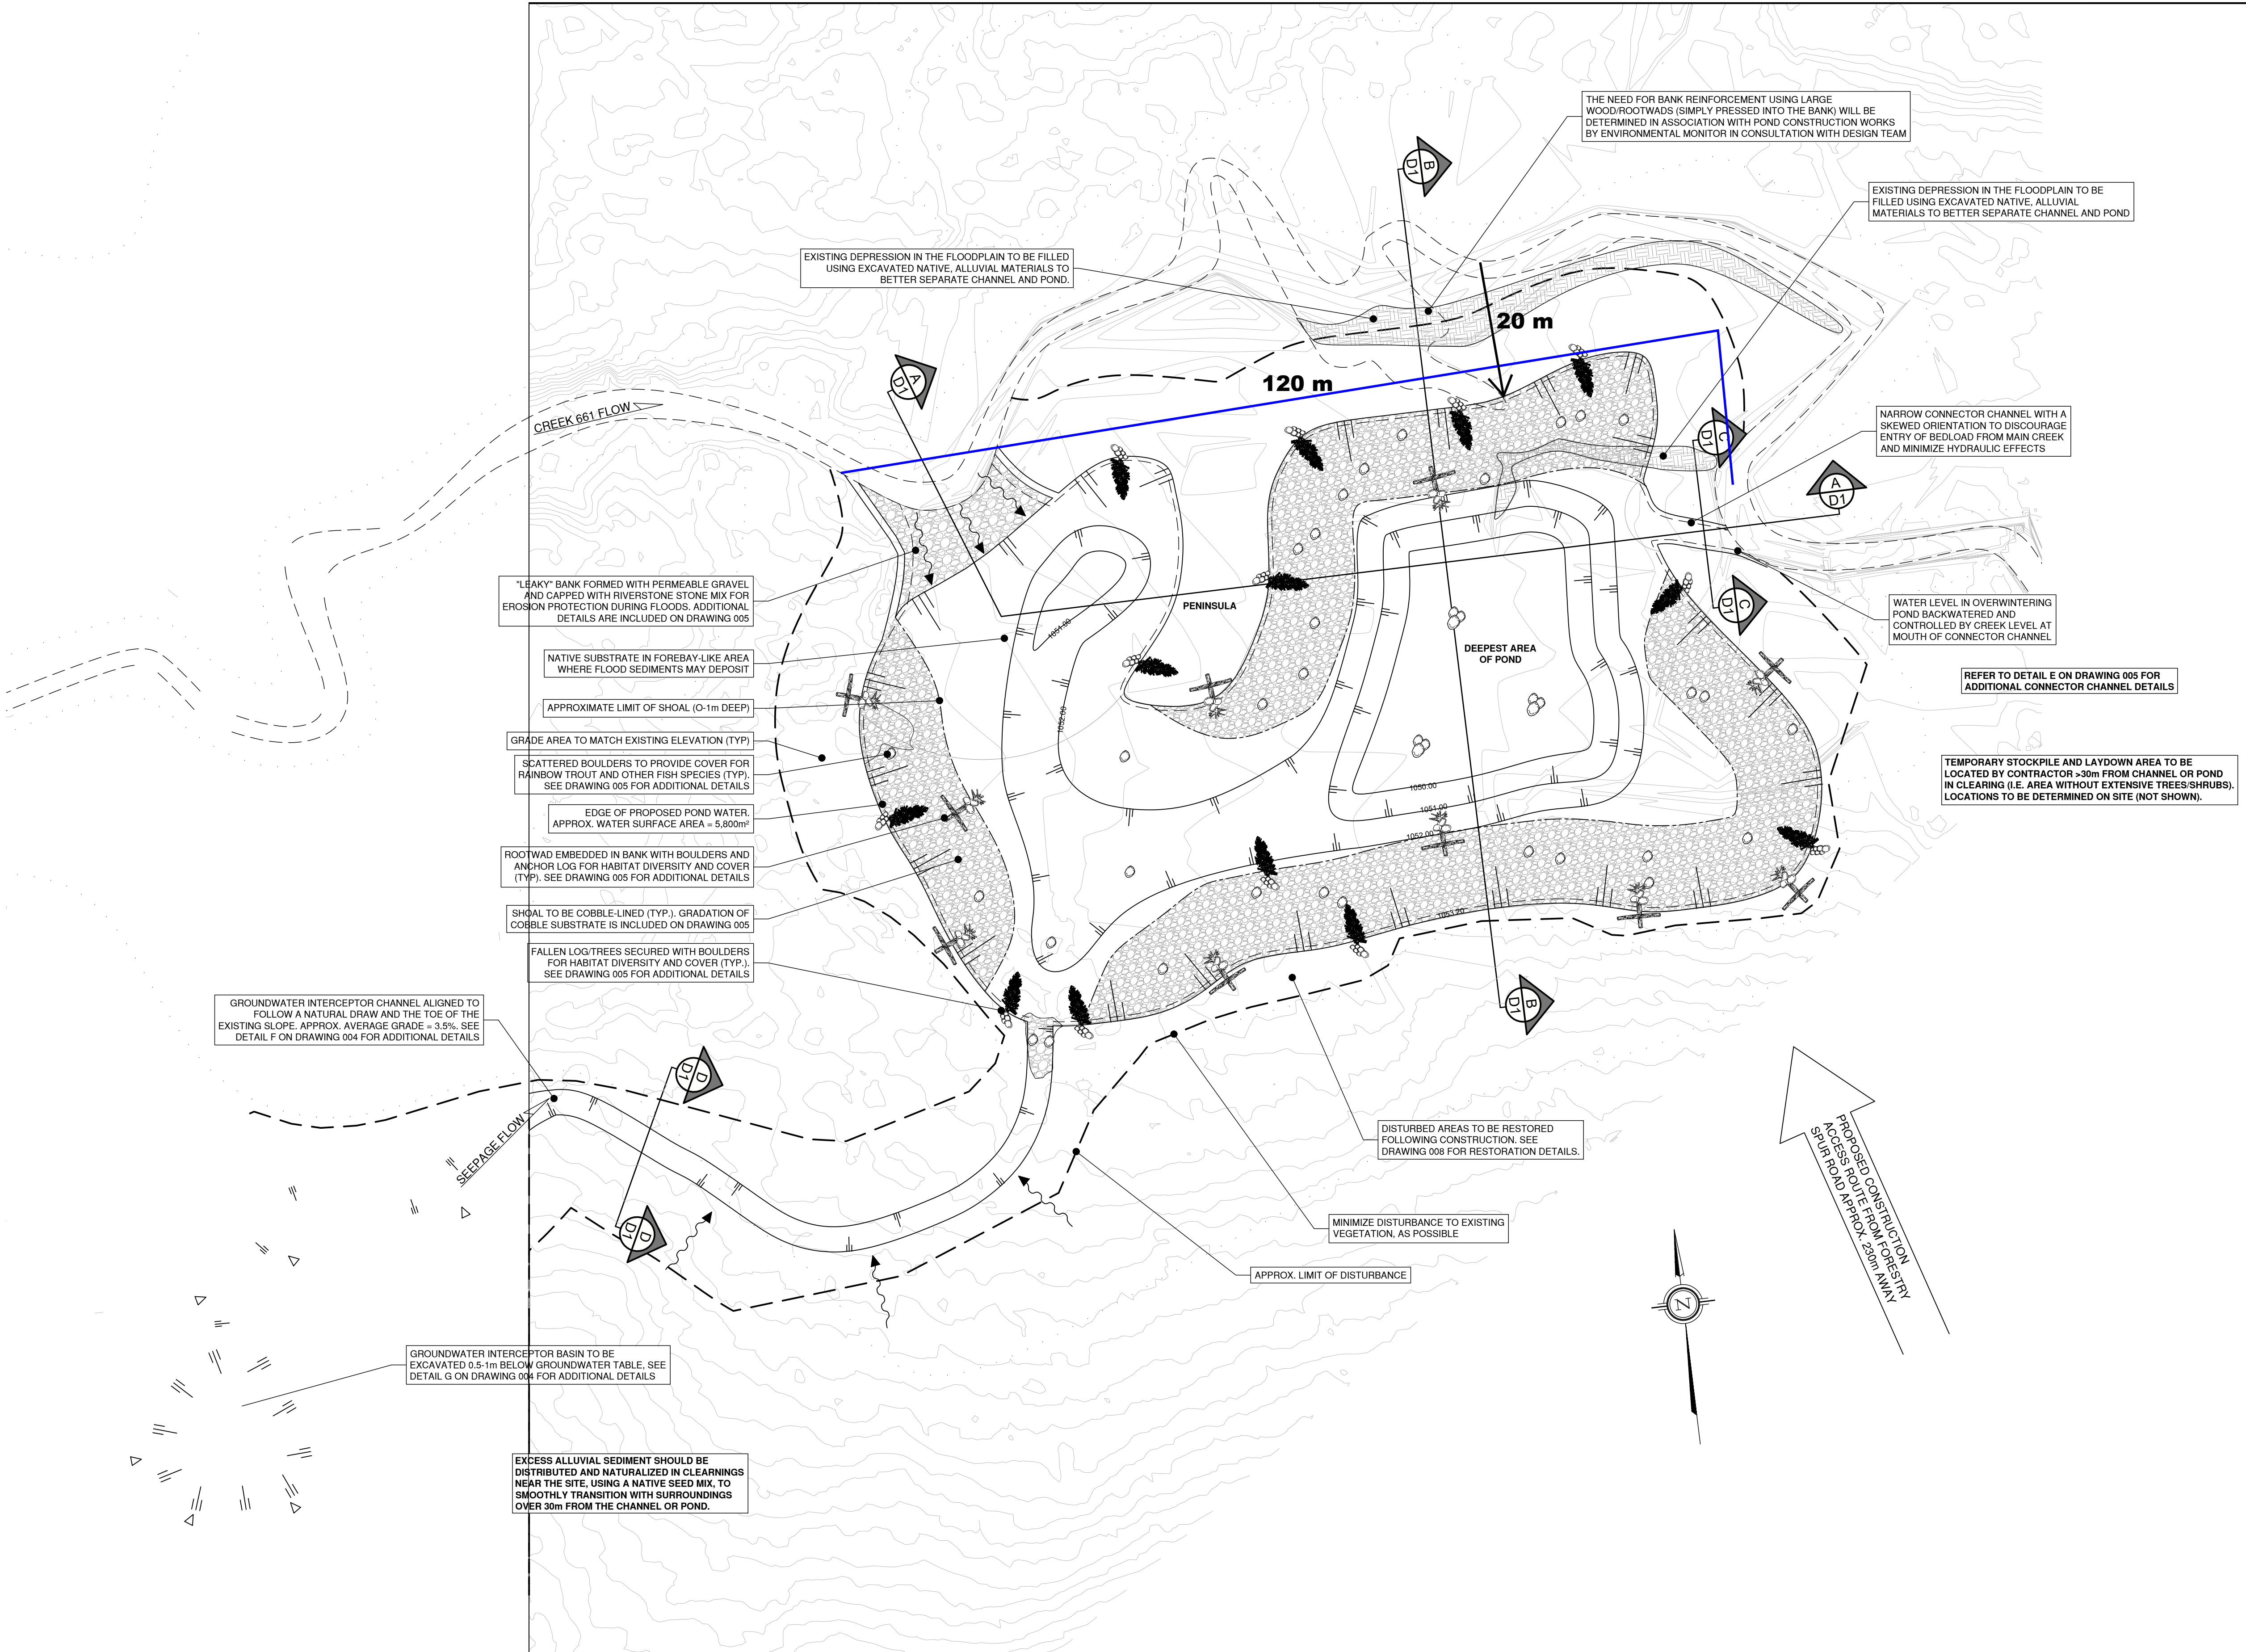 THE NEED FOR BANK REINFORCEMENT USING LARGE
WOOD/ROOTWADS (SIMPLY PRESSED INTO THE BANK) WILL BE
DETERMINED IN ASSOCIATION WITH POND CONSTRUCTION WORKS
BY ENVIRONMENTAL MONITOR IN CONSULTATION WITH DESIGN TEAM
B
D1
EXISTING DEPRESSION IN THE FLOODPLAIN TO BE
FILLED USING EXCAVATED NATIVE, ALLUVIAL
MATERIALS TO BETTER SEPARATE CHANNEL AND POND
EXISTING DEPRESSION IN THE FLOODPLAIN TO BE FILLED
USING EXCAVATED NATIVE, ALLUVIAL MATERIALS TO
BETTER SEPARATE CHANNEL AND POND.
20 m
120 m
A
D1
CREEK 661 FLOW
C
D1
NARROW CONNECTOR CHANNEL WITH A
SKEWED ORIENTATION TO DISCOURAGE
ENTRY OF BEDLOAD FROM MAIN CREEK
AND MINIMIZE HYDRAULIC EFFECTS
A
D1
"LEAKY" BANK FORMED WITH PERMEABLE GRAVEL
AND CAPPED WITH RIVERSTONE STONE MIX FOR
EROSION PROTECTION DURING FLOODS. ADDITIONAL
DETAILS ARE INCLUDED ON DRAWING 005
PENINSULA
C
D1
WATER LEVEL IN OVERWINTERING
POND BACKWATERED AND
CONTROLLED BY CREEK LEVEL AT
MOUTH OF CONNECTOR CHANNEL
1051.00
NATIVE SUBSTRATE IN FOREBAY-LIKE AREA
WHERE FLOOD SEDIMENTS MAY DEPOSIT
DEEPEST AREA
OF POND
REFER TO DETAIL E ON DRAWING 005 FOR
ADDITIONAL CONNECTOR CHANNEL DETAILS
APPROXIMATE LIMIT OF SHOAL (O-1m DEEP)
1052.00
GRADE AREA TO MATCH EXISTING ELEVATION (TYP)
SCATTERED BOULDERS TO PROVIDE COVER FOR
RAINBOW TROUT AND OTHER FISH SPECIES (TYP).
SEE DRAWING 005 FOR ADDITIONAL DETAILS
TEMPORARY STOCKPILE AND LAYDOWN AREA TO BE
LOCATED BY CONTRACTOR >30m FROM CHANNEL OR POND
IN CLEARING (I.E. AREA WITHOUT EXTENSIVE TREES/SHRUBS).
LOCATIONS TO BE DETERMINED ON SITE (NOT SHOWN).
1050.00
1051.00
1052.00
EDGE OF PROPOSED POND WATER.
APPROX. WATER SURFACE AREA = 5,800m²
ROOTWAD EMBEDDED IN BANK WITH BOULDERS AND
ANCHOR LOG FOR HABITAT DIVERSITY AND COVER
(TYP). SEE DRAWING 005 FOR ADDITIONAL DETAILS
SHOAL TO BE COBBLE-LINED (TYP.). GRADATION OF
COBBLE SUBSTRATE IS INCLUDED ON DRAWING 005
1053.20
FALLEN LOG/TREES SECURED WITH BOULDERS
FOR HABITAT DIVERSITY AND COVER (TYP.).
SEE DRAWING 005 FOR ADDITIONAL DETAILS
B
D1
GROUNDWATER INTERCEPTOR CHANNEL ALIGNED TO
FOLLOW A NATURAL DRAW AND THE TOE OF THE
EXISTING SLOPE. APPROX. AVERAGE GRADE = 3.5%. SEE
DETAIL F ON DRAWING 004 FOR ADDITIONAL DETAILS
D
D1
SEEPAGE FLOW
DISTURBED AREAS TO BE RESTORED
FOLLOWING CONSTRUCTION. SEE
DRAWING 008 FOR RESTORATION DETAILS.
PROPOSED CONSTRUCTION
ACCESS ROUTE FROM FORESTRY
SPUR ROAD APPROX. 230m AWAY
D
D1
MINIMIZE DISTURBANCE TO EXISTING
VEGETATION, AS POSSIBLE
APPROX. LIMIT OF DISTURBANCE
N
GROUNDWATER INTERCEPTOR BASIN TO BE
EXCAVATED 0.5-1m BELOW GROUNDWATER TABLE, SEE
DETAIL G ON DRAWING 004 FOR ADDITIONAL DETAILS
EXCESS ALLUVIAL SEDIMENT SHOULD BE
DISTRIBUTED AND NATURALIZED IN CLEARNINGS
NEAR THE SITE, USING A NATIVE SEED MIX, TO
SMOOTHLY TRANSITION WITH SURROUNDINGS
OVER 30m FROM THE CHANNEL OR POND.